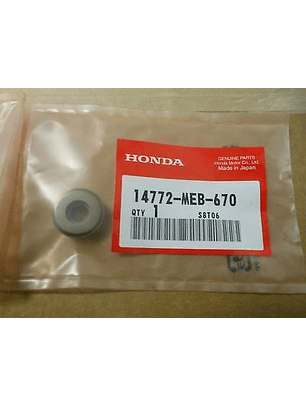 HONDA
GENUINE PARTS
Honda Motor Co., Ltd.
Made in Japan
14772-MEB-670
QTY 1 S8T06